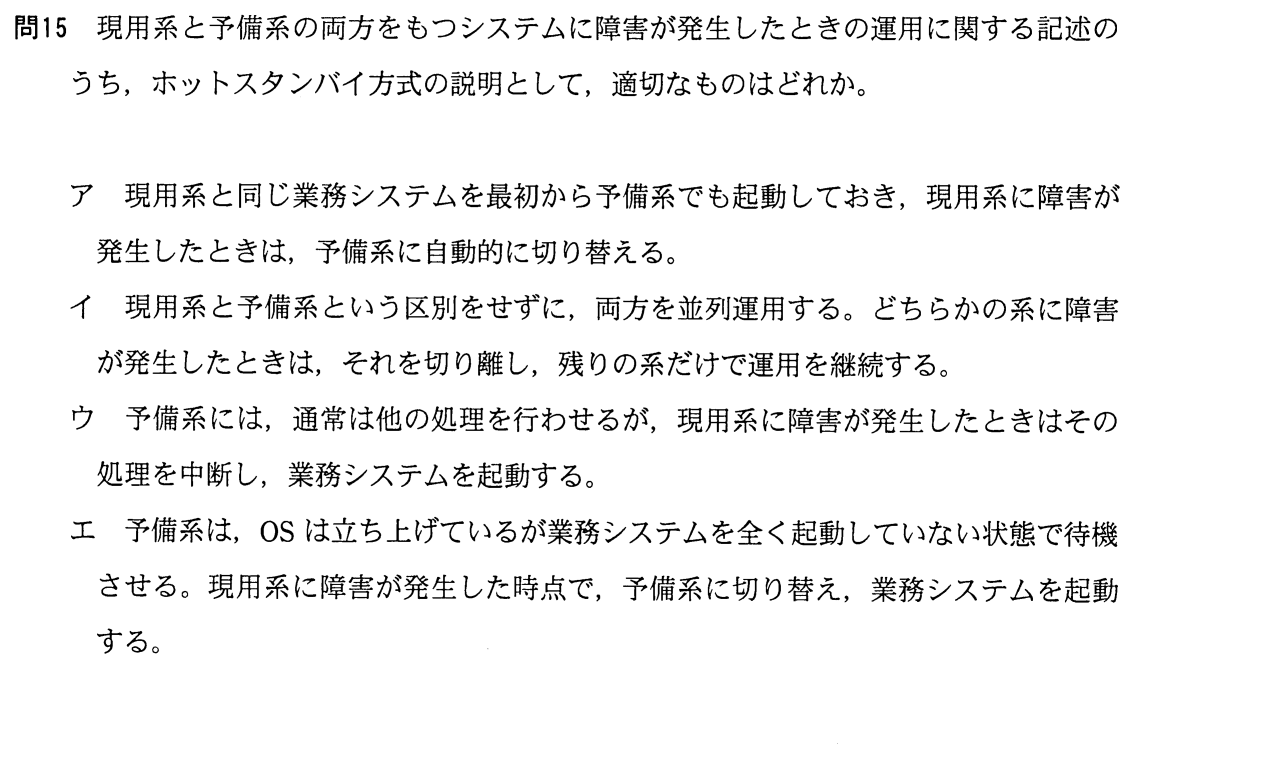 問15 現用系と予備系の両方をもつシステムに障害が発生したときの運用に関する記述の
うち，ホットスタンバイ方式の説明として，適切なものはどれか。
ア 現用系と同じ業務システムを最初から予備系でも起動しておき，現用系に障害が
発生したときは，予備系に自動的に切り替える。
イ 現用系と予備系という区別をせずに，両方を並列運用する。どちらかの系に障害
が発生したときは，それを切り離し，残りの系だけで運用を継続する。
ウ 予備系には，通常は他の処理を行わせるが，現用系に障害が発生したときはその
処理を中断し，業務システムを起動する。
エ 予備系は，OS は立ち上げているが業務システムを全く起動していない状態で待機
させる。現用系に障害が発生した時点で，予備系に切り替え，業務システムを起動
する。